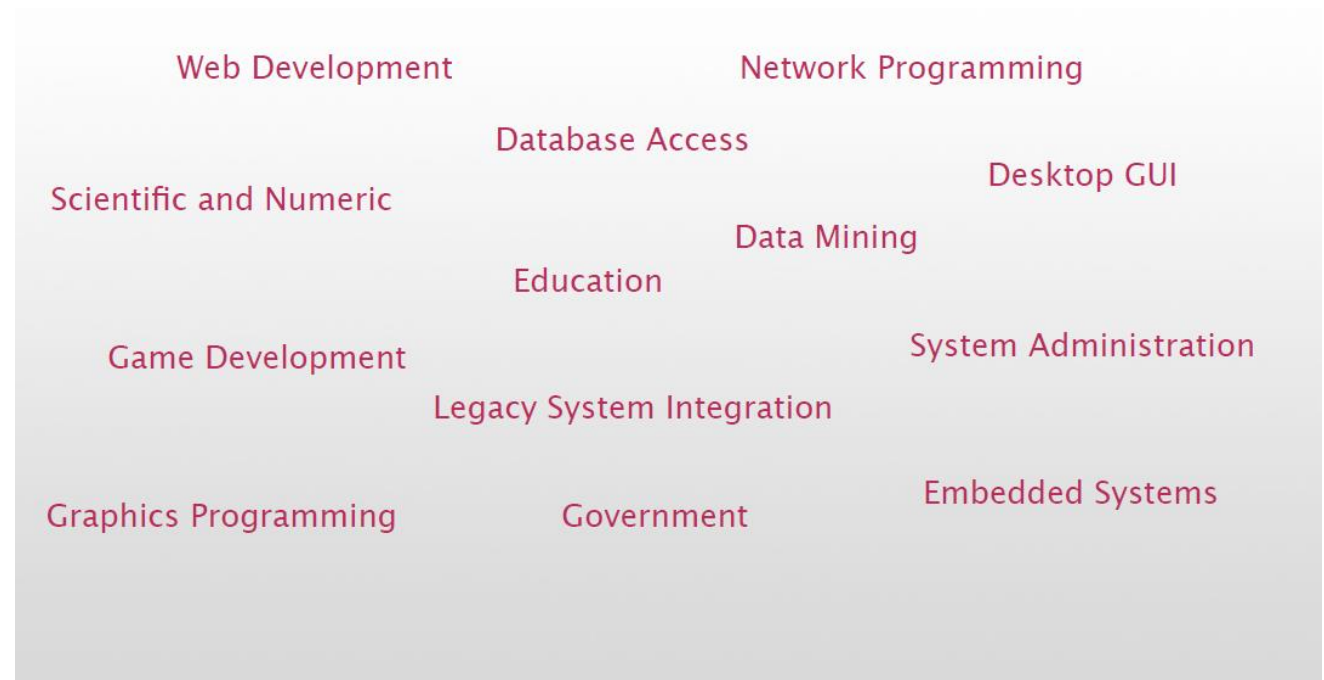 Web Development
Network Programming
Database Access
Desktop GUI
Scientific and Numeric
Data Mining
Education
System Administration
Game Development
Legacy System Integration
Embedded Systems
Graphics Programming
Government